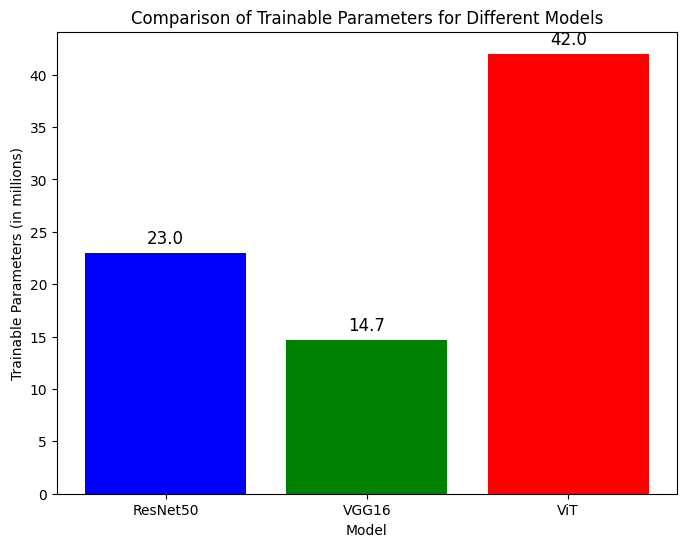 Comparison of Trainable Parameters for Different Models
Trainable Parameters (in millions)
40
35
30
25
20
15
10
5
0
23.0
14.7
42.0
ResNet50
VGG16
ViT
Model